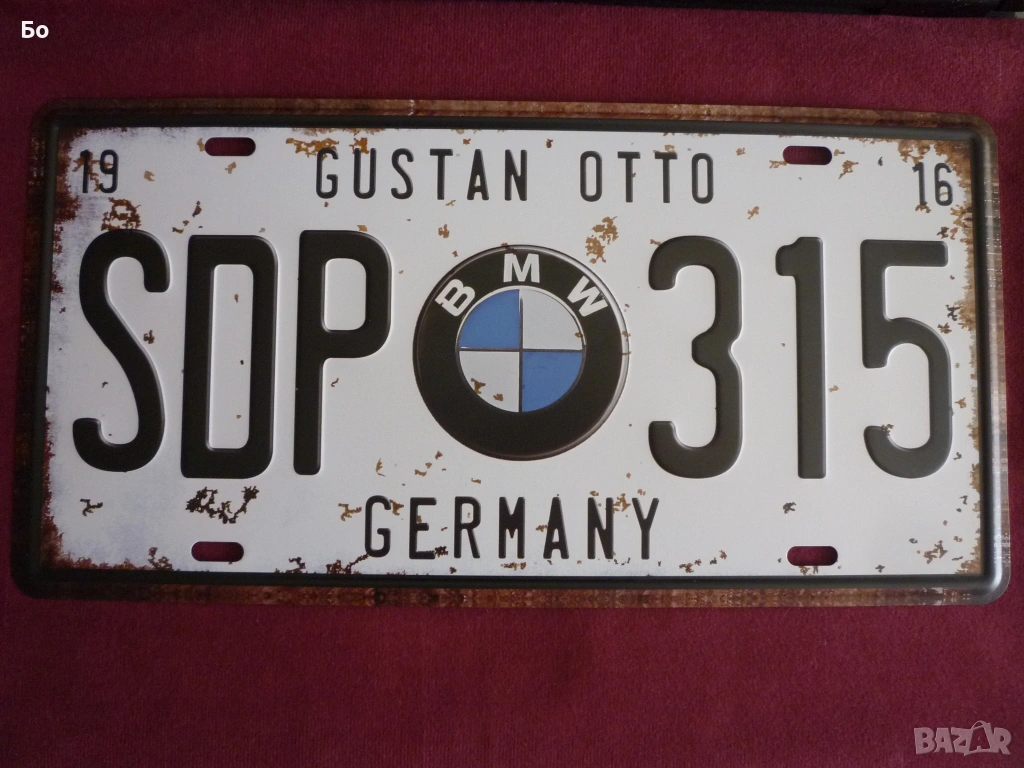 Бо
19 GUSTAN OTTO 16
SDP BMW 315
GERMANY
BAZAR